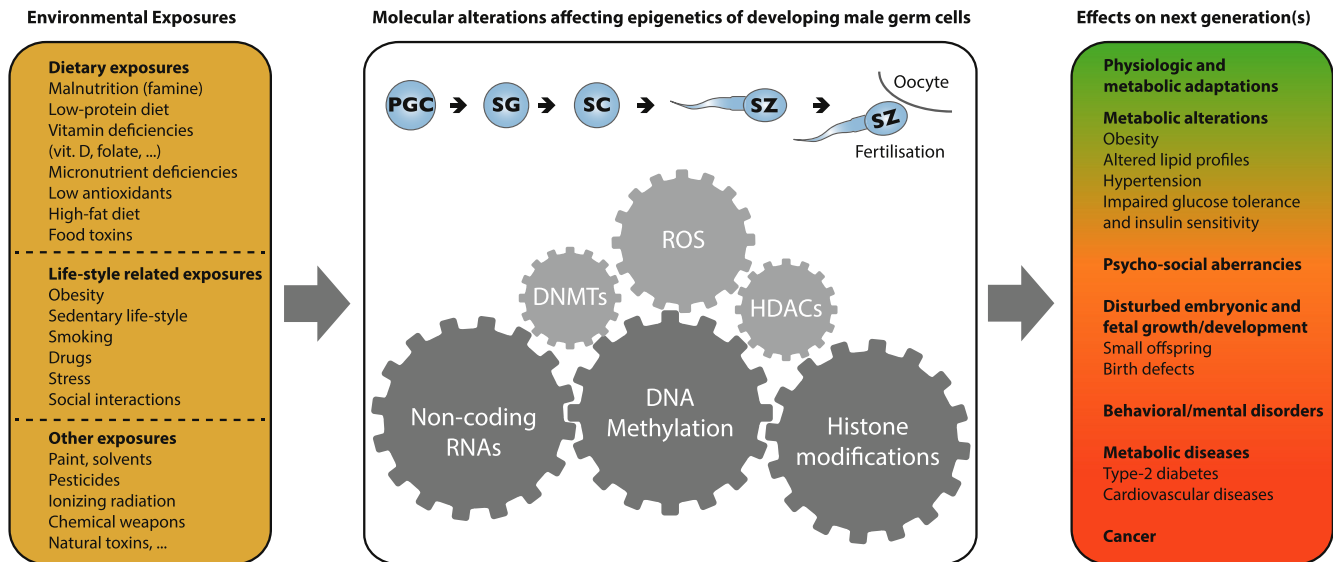 Environmental Exposures
Dietary exposures
Malnutrition (famine)
Low-protein diet
Vitamin deficiencies
(vit. D, folate, ...)
Micronutrient deficiencies
Low antioxidants
High-fat diet
Food toxins
Life-style related exposures
Obesity
Sedentary life-style
Smoking
Drugs
Stress
Social interactions
Other exposures
Paint, solvents
Pesticides
Ionizing radiation
Chemical weapons
Natural toxins, ...
Molecular alterations affecting epigenetics of developing male germ cells
PGC
SG
SC
SZ
Oocyte
SZ
Fertilisation
ROS
DNMTs
HDACs
Non-coding
RNAs
DNA
Methylation
Histone
modifications
Effects on next generation(s)
Physiologic and
metabolic adaptations
Metabolic alterations
Obesity
Altered lipid profiles
Hypertension
Impaired glucose tolerance
and insulin sensitivity
Psycho-social aberrancies
Disturbed embryonic and
fetal growth/development
Small offspring
Birth defects
Behavioral/mental disorders
Metabolic diseases
Type-2 diabetes
Cardiovascular diseases
Cancer